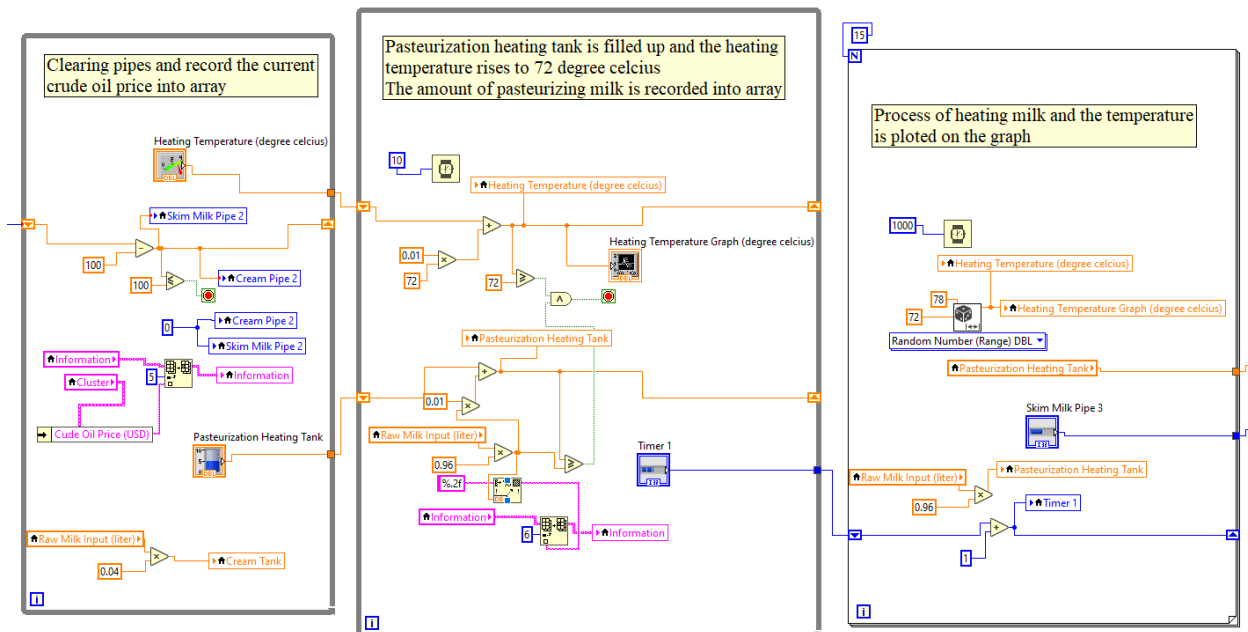 Clearing pipes and record the current
crude oil price into array
Heating Temperature (degree celcius)
DBL
Skim Milk Pipe 2
100
100
Cream Pipe 2
0
Cream Pipe 2
Skim Milk Pipe 2
Information
5
Information
Cluster
Cude Oil Price (USD)
Pasteurization Heating Tank
DBL
Raw Milk Input (liter)
0.04
Cream Tank
i
Pasteurization heating tank is filled up and the heating
temperature rises to 72 degree celcius
The amount of pasteurizing milk is recorded into array
10
Heating Temperature (degree celcius)
0.01
72
72
Heating Temperature Graph (degree celcius)
DBL
Pasteurization Heating Tank
0.01
Raw Milk Input (liter)
0.96
%.2f
Information
6
Information
Timer 1
i
15
N
Process of heating milk and the temperature
is ploted on the graph
1000
Heating Temperature (degree celcius)
78
72
Heating Temperature Graph (degree celcius)
Random Number (Range) DBL
Pasteurization Heating Tank
Skim Milk Pipe 3
Raw Milk Input (liter)
0.96
Pasteurization Heating Tank
Timer 1
1
i